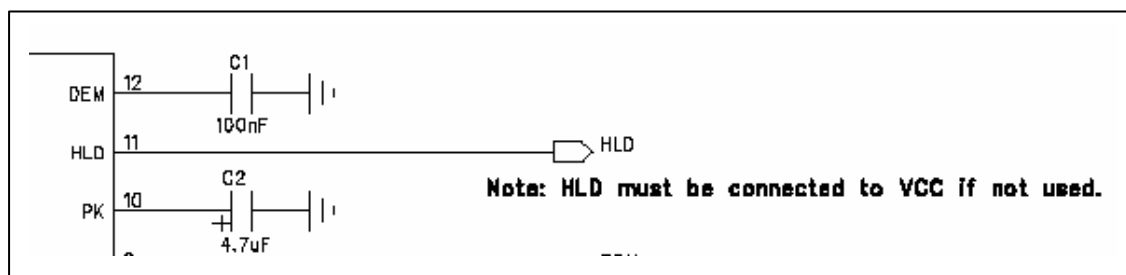 C1
DEM 12
100nF
HLD 11 HLD
C2
Note: HLD must be connected to VCC if not used.
PK 10
+
4.7uF